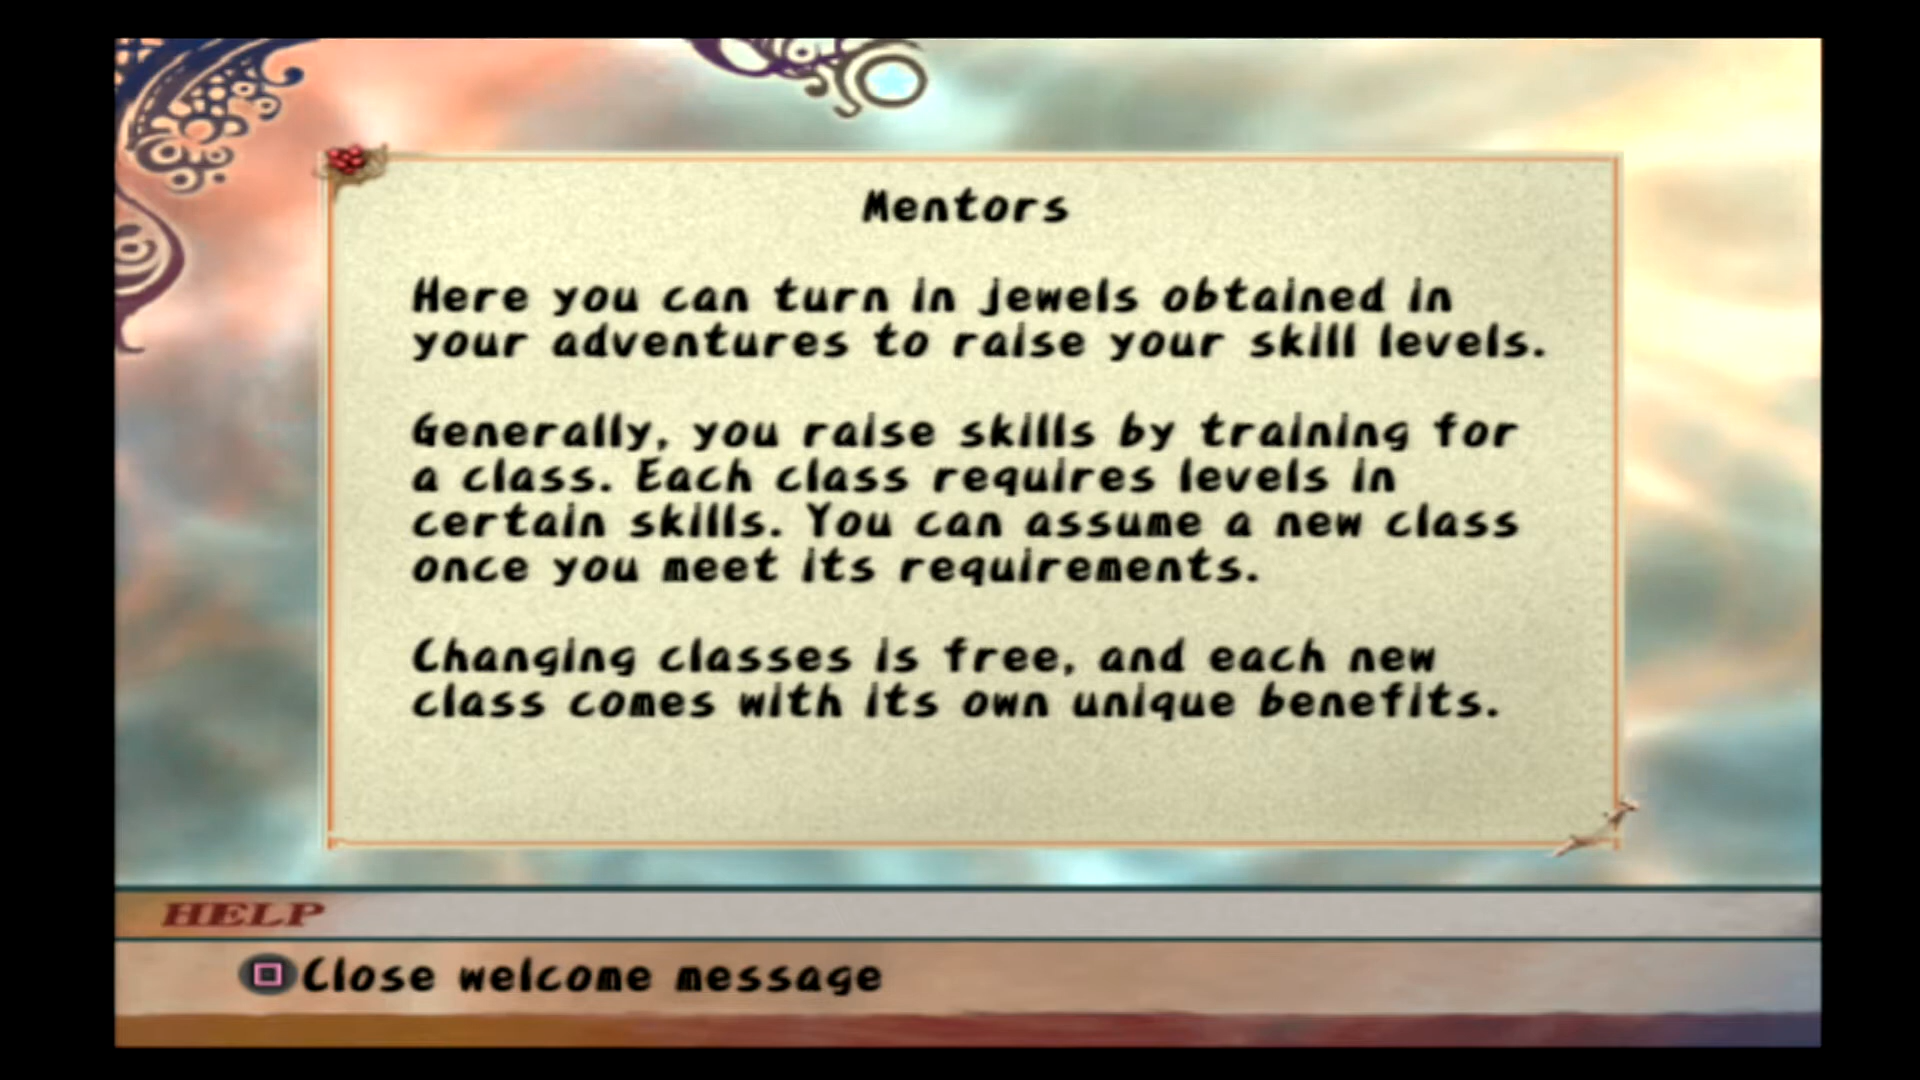 Mentors
Here you can turn in jewels obtained in
your adventures to raise your skill levels.
Generally, you raise skills by training for
a class. Each class requires levels in
certain skills. You can assume a new class
once you meet its requirements.
Changing classes is free, and each new
class comes with its own unique benefits.
HELP
Close welcome message